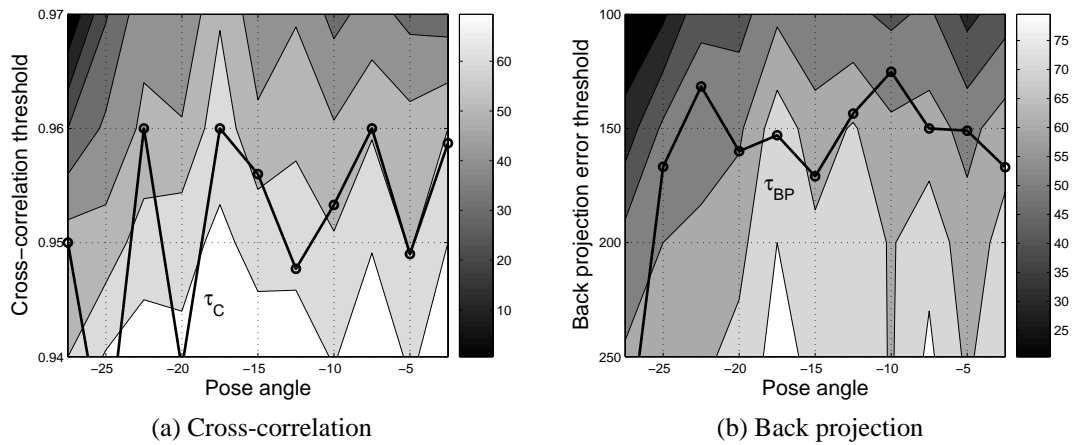 0.97
0.96
0.95
0.94
Cross−correlation threshold
−25 −20 −15 −10 −5
Pose angle
τC
60
50
40
30
20
10
(a) Cross-correlation
100
150
200
250
Back projection error threshold
−25 −20 −15 −10 −5
Pose angle
τBP
75
70
65
60
55
50
45
40
35
30
25
(b) Back projection